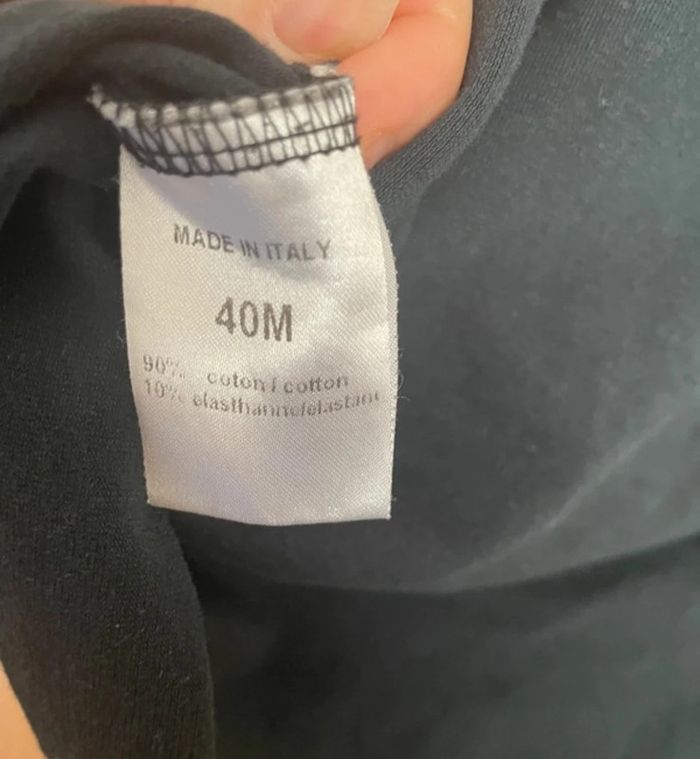 MADE IN ITALY
40M
90% coton / cotton
10% elasthanne/elastane